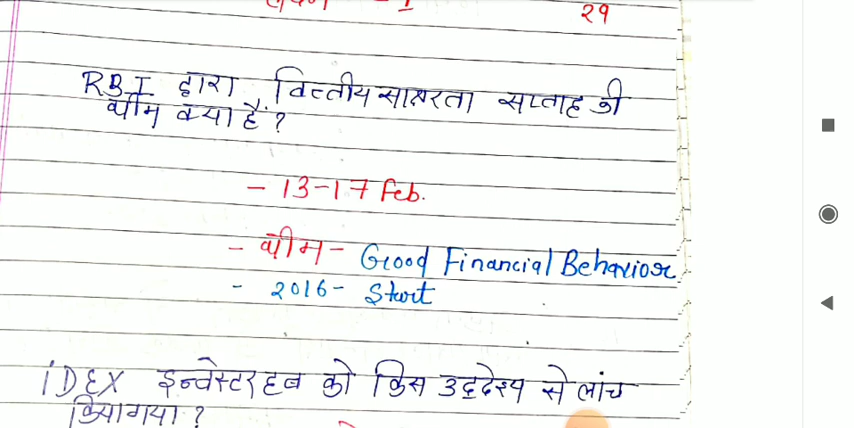 २१
RBI द्वारा वित्तीय साक्षरता सप्ताह की
थीम क्या हैं ?
- 13-17 Feb.
- थीम - Good Financial Behavior
- 2016 - Start
iDEX इन्वेस्टर हब को किस उद्देश्य से लांच
किया गया ?